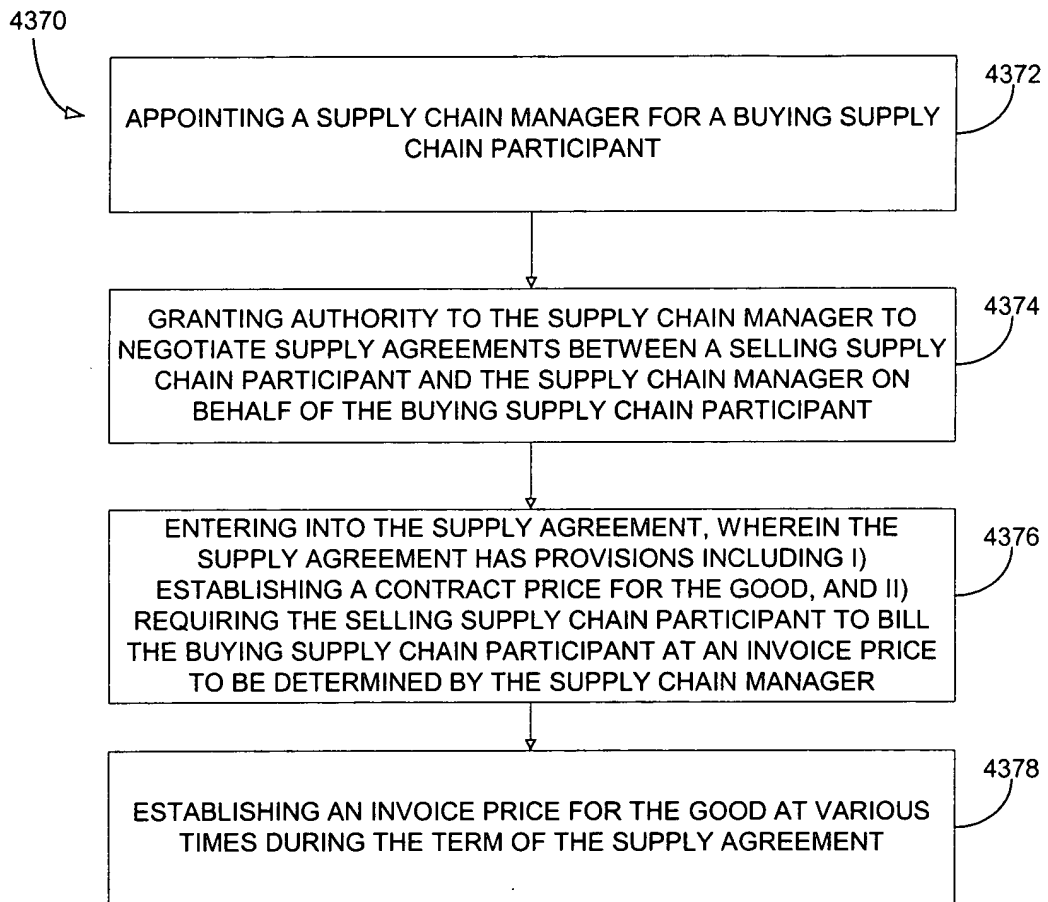 4370
4372
APPOINTING A SUPPLY CHAIN MANAGER FOR A BUYING SUPPLY
CHAIN PARTICIPANT
4374
GRANTING AUTHORITY TO THE SUPPLY CHAIN MANAGER TO
NEGOTIATE SUPPLY AGREEMENTS BETWEEN A SELLING SUPPLY
CHAIN PARTICIPANT AND THE SUPPLY CHAIN MANAGER ON
BEHALF OF THE BUYING SUPPLY CHAIN PARTICIPANT
4376
ENTERING INTO THE SUPPLY AGREEMENT, WHEREIN THE
SUPPLY AGREEMENT HAS PROVISIONS INCLUDING I)
ESTABLISHING A CONTRACT PRICE FOR THE GOOD, AND II)
REQUIRING THE SELLING SUPPLY CHAIN PARTICIPANT TO BILL
THE BUYING SUPPLY CHAIN PARTICIPANT AT AN INVOICE PRICE
TO BE DETERMINED BY THE SUPPLY CHAIN MANAGER
4378
ESTABLISHING AN INVOICE PRICE FOR THE GOOD AT VARIOUS
TIMES DURING THE TERM OF THE SUPPLY AGREEMENT